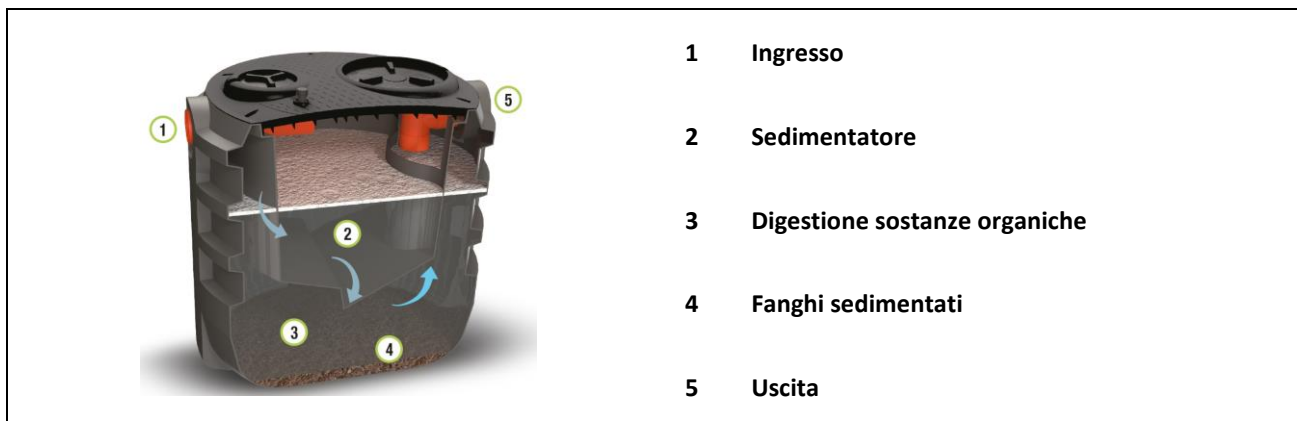 1 Ingresso
2 Sedimentatore
3 Digestione sostanze organiche
4 Fanghi sedimentati
5 Uscita
1
5
2
3
4